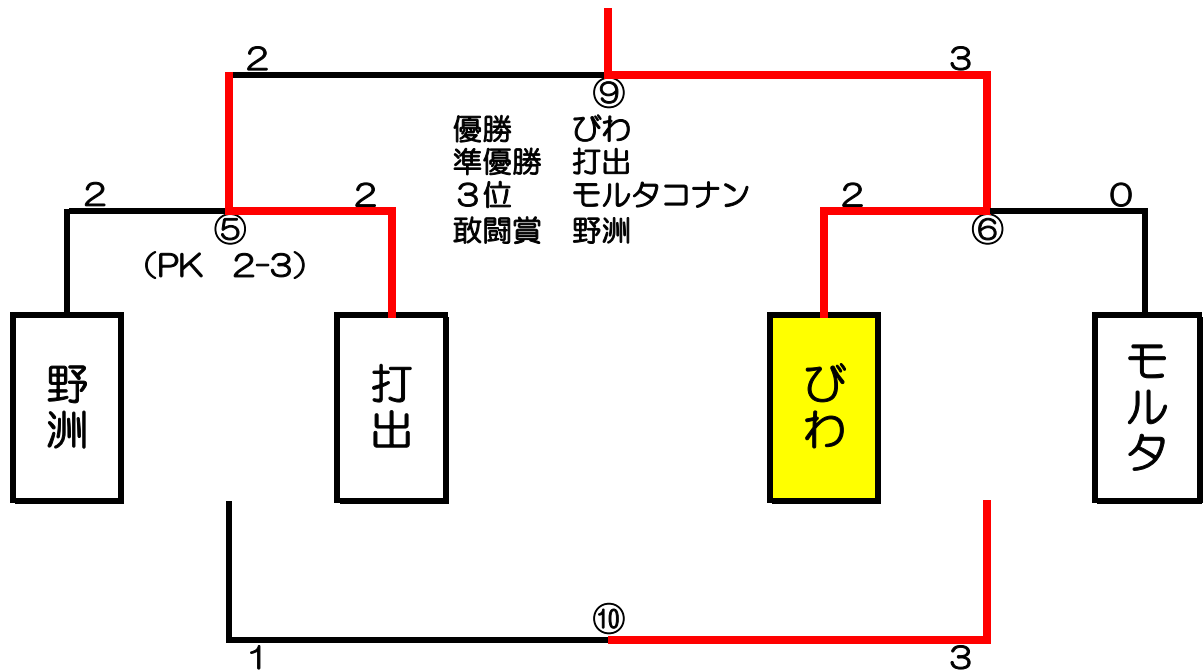 2 3
⑨
優勝 びわ
準優勝 打出
3位 モルタコナン
敢闘賞 野洲
2 2 2 0
⑤ ⑥
(PK 2-3)
野洲
打出
びわ
モルタ
⑩
1 3